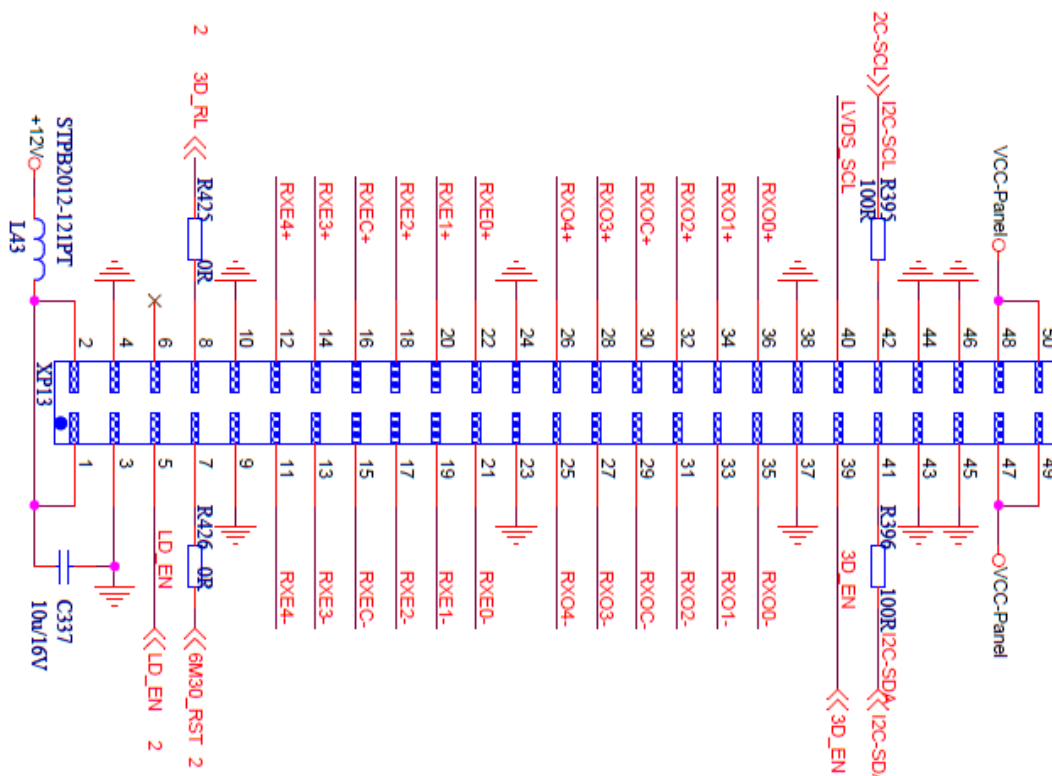 2 3D_RL
2C-SCL
I2C-SCL
LVDS_SCL
R395
100R
VCC-Panel
STPB2012-121PT
+12V
L43
R425
0R
RXE4+
RXE3+
RXEC+
RXE2+
RXE1+
RXE0+
RXO4+
RXO3+
RXOC+
RXO2+
RXO1+
RXO0+
2
4
6
8
10
12
14
16
18
20
22
24
26
28
30
32
34
36
38
40
42
44
46
48
50
XP13
1
3
5
7
9
11
13
15
17
19
21
23
25
27
29
31
33
35
37
39
41
43
45
47
49
LD_EN
R426
0R
RXE4-
RXE3-
RXEC-
RXE2-
RXE1-
RXE0-
RXO4-
RXO3-
RXOC-
RXO2-
RXO1-
RXO0-
3D_EN
R396
100R
I2C-SDA
VCC-Panel
C337
10u/16V
LD_EN 2
6M30_RST 2
3D_EN